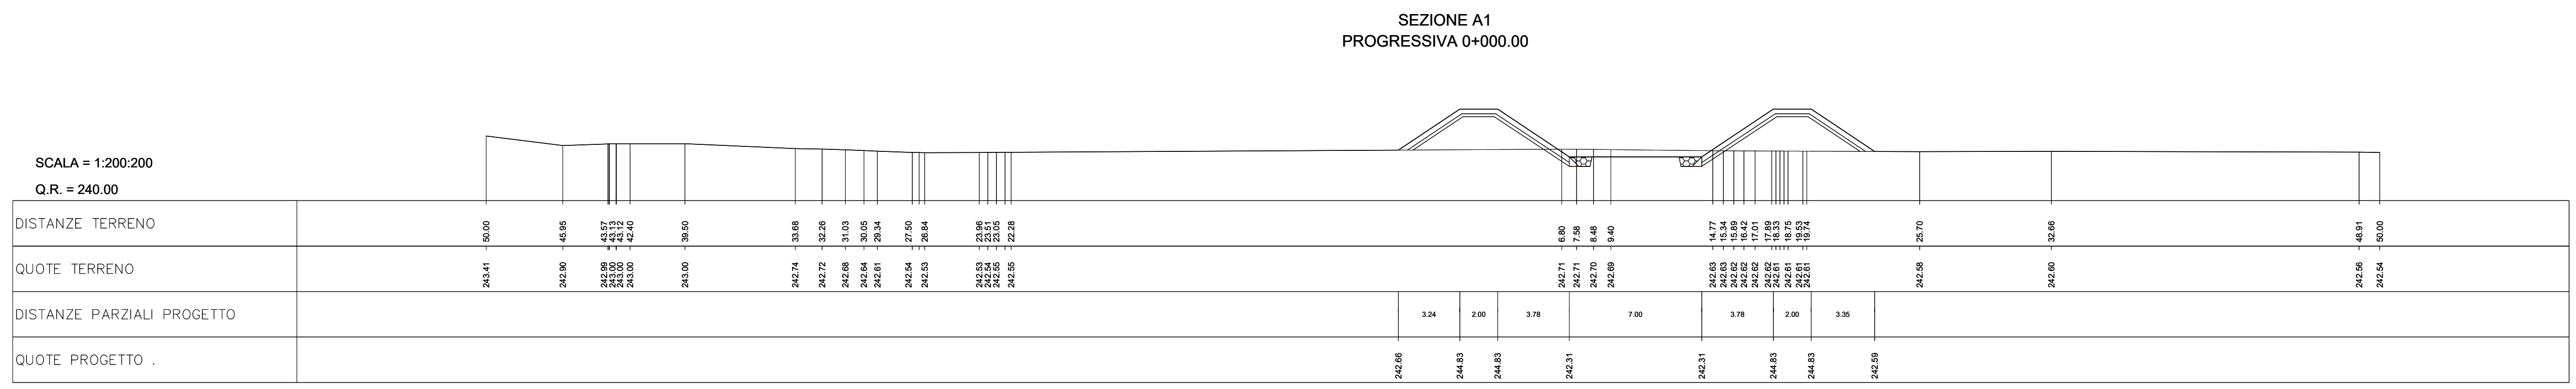 SEZIONE A1
PROGRESSIVA 0+000.00
SCALA = 1:200:200
Q.R. = 240.00
DISTANZE TERRENO 50.00 45.95 43.57 43.13 43.12 42.40 39.50 33.68 32.26 31.03 30.05 29.34 27.50 26.84 23.96 23.51 23.05 22.28 6.80 7.58 8.48 9.40 14.77 15.34 15.89 16.42 17.01 17.89 18.33 18.75 19.53 19.74 25.70 32.66 48.91 50.00
QUOTE TERRENO 243.41 242.90 242.99 243.00 243.00 243.00 243.00 242.74 242.72 242.68 242.64 242.61 242.54 242.53 242.53 242.54 242.55 242.55 242.71 242.71 242.70 242.69 242.63 242.63 242.62 242.62 242.62 242.62 242.61 242.61 242.61 242.61 242.58 242.60 242.56 242.54
DISTANZE PARZIALI PROGETTO 3.24 2.00 3.78 7.00 3.78 2.00 3.35
QUOTE PROGETTO . 242.66 244.83 244.83 242.31 242.31 244.83 244.83 242.59